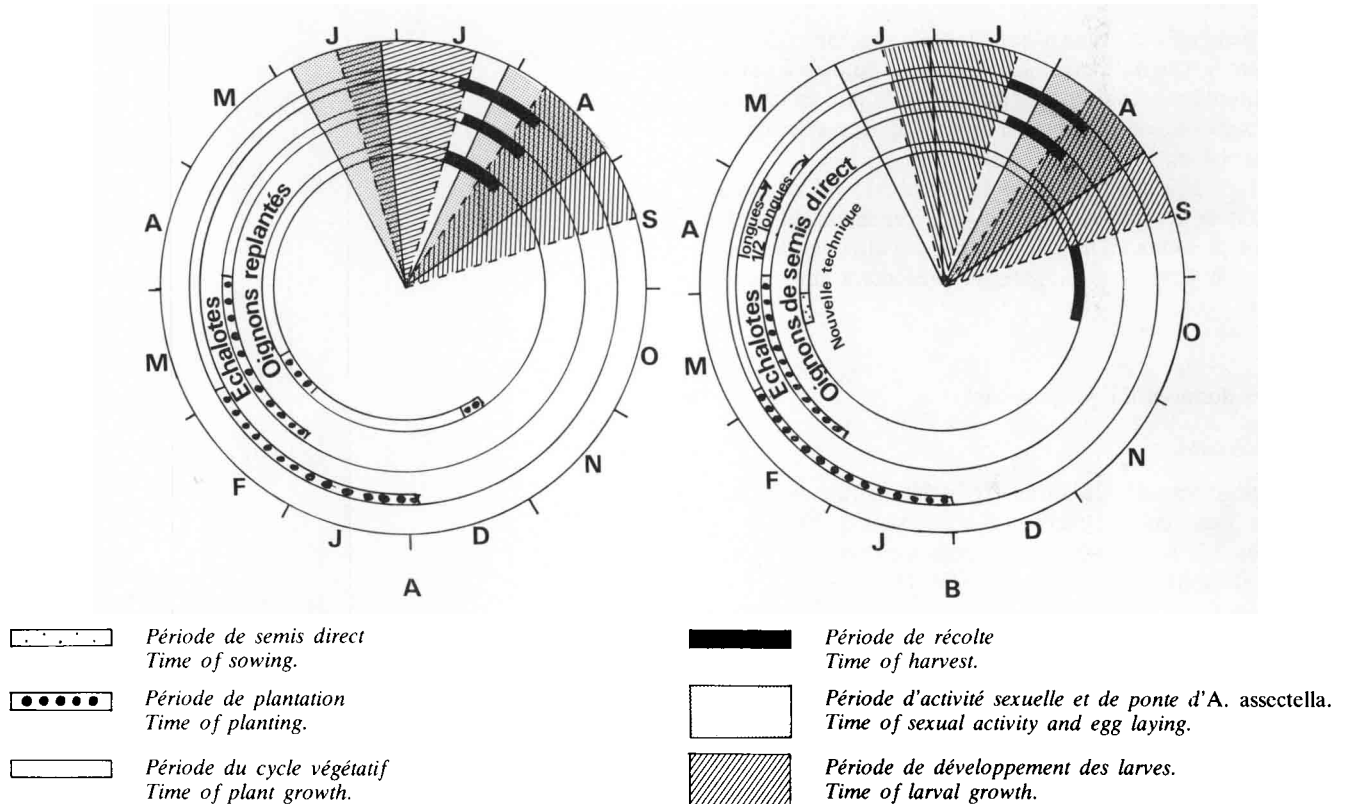 J
J
M
A
A
S
M
O
F
N
J
D
Echalotes
Oignons replantés
A
J
J
M
A
A
S
M
O
F
N
J
D
longues
1/2 longues
Echalotes
Oignons de semis direct
Nouvelle technique
B
Période de semis direct
Time of sowing.
Période de plantation
Time of planting.
Période du cycle végétatif
Time of plant growth.
Période de récolte
Time of harvest.
Période d'activité sexuelle et de ponte d'A. assectella.
Time of sexual activity and egg laying.
Période de développement des larves.
Time of larval growth.